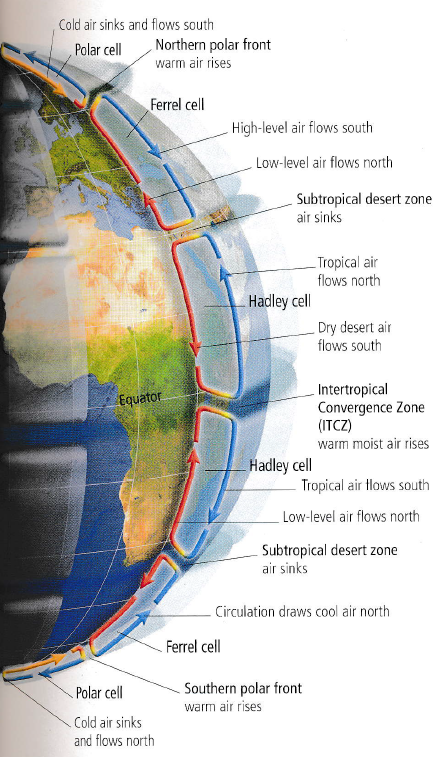 Cold air sinks and flows south
Polar cell
Northern polar front
warm air rises
Ferrel cell
High-level air flows south
Low-level air flows north
Subtropical desert zone
air sinks
Tropical air
flows north
Hadley cell
Dry desert air
flows south
Equator
Intertropical
Convergence Zone
(ITCZ)
warm moist air rises
Hadley cell
Tropical air flows south
Low-level air flows north
Subtropical desert zone
air sinks
Circulation draws cool air north
Ferrel cell
Polar cell
Southern polar front
warm air rises
Cold air sinks
and flows north